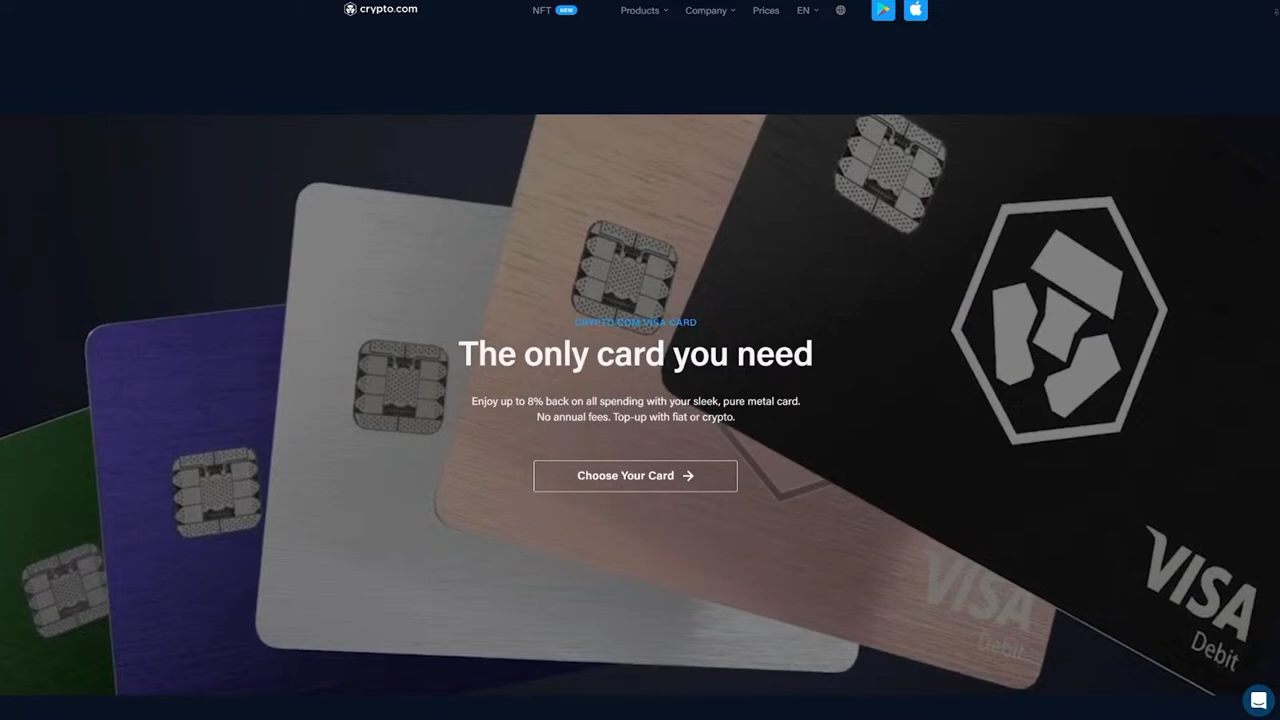 crypto.com
NFT NEW Products Company Prices EN
CRYPTO.COM VISA CARD
The only card you need
Enjoy up to 8% back on all spending with your sleek, pure metal card.
No annual fees. Top-up with fiat or crypto.
Choose Your Card
VISA
Debit
VISA
Debit